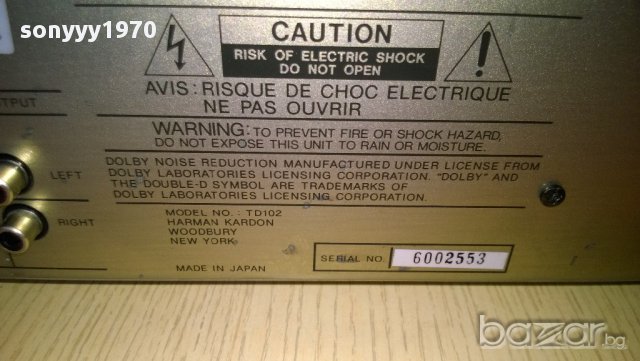 sonyyy1970
CAUTION
RISK OF ELECTRIC SHOCK
DO NOT OPEN
AVIS : RISQUE DE CHOC ELECTRIQUE
NE PAS OUVRIR
WARNING: TO PREVENT FIRE OR SHOCK HAZARD,
DO NOT EXPOSE THIS UNIT TO RAIN OR MOISTURE.
DOLBY NOISE REDUCTION MANUFACTURED UNDER LICENSE FROM
DOLBY LABORATORIES LICENSING CORPORATION. "DOLBY" AND
THE DOUBLE-D SYMBOL ARE TRADEMARKS OF
DOLBY LABORATORIES LICENSING CORPORATION.
LEFT
RIGHT
MODEL NO. : TD102
HARMAN KARDON
WOODBURY
NEW YORK
MADE IN JAPAN
SERIAL NO. 6002553
bazar.bg